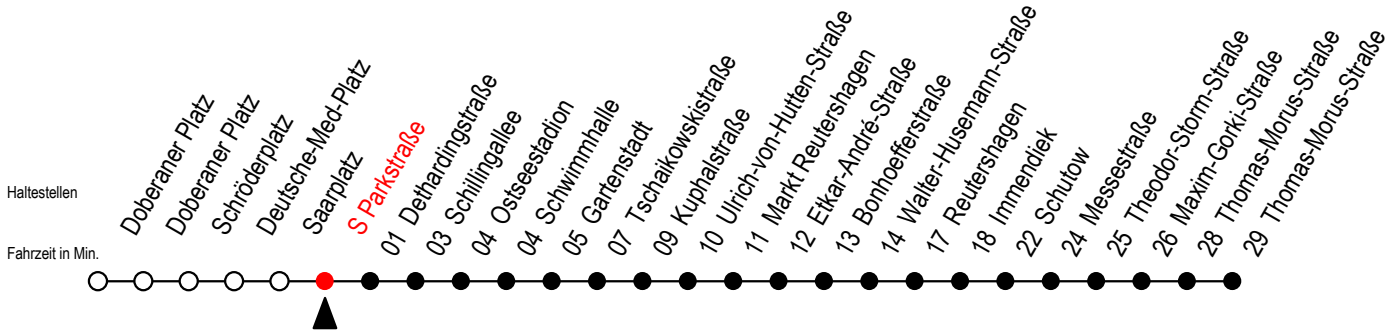 Haltestellen
Fahrzeit in Min.
Doberaner Platz
Doberaner Platz
Schröderplatz
Deutsche-Med-Platz
Saarplatz
S Parkstraße
01 Dethardingstraße
03 Schillingallee
04 Ostseestadion
04 Schwimmhalle
05 Gartenstadt
07 Tschaikowskistraße
09 Kuphalstraße
10 Ulrich-von-Hutten-Straße
11 Markt Reutershagen
12 Etkar-André-Straße
13 Bonhoefferstraße
14 Walter-Husemann-Straße
17 Reutershagen
18 Immendiek
22 Schutow
24 Messestraße
25 Theodor-Storm-Straße
26 Maxim-Gorki-Straße
28 Thomas-Morus-Straße
29 Thomas-Morus-Straße